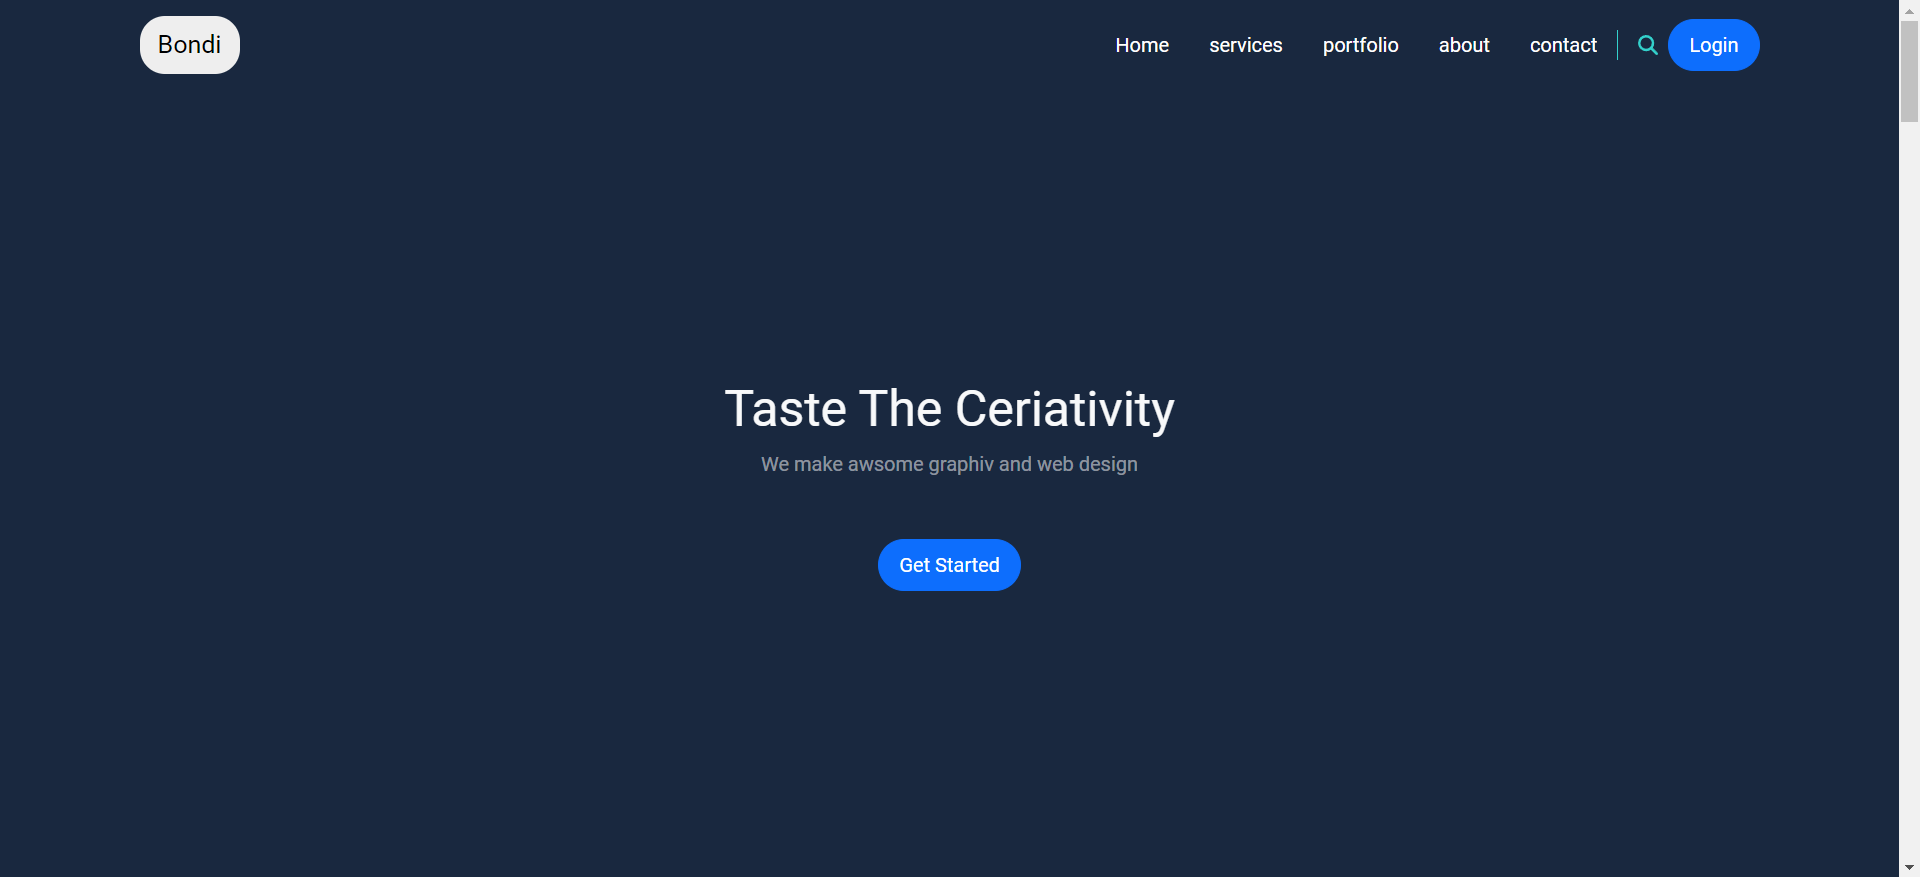 Bondi
Home services portfolio about contact Login
Taste The Ceriativity
We make awsome graphiv and web design
Get Started